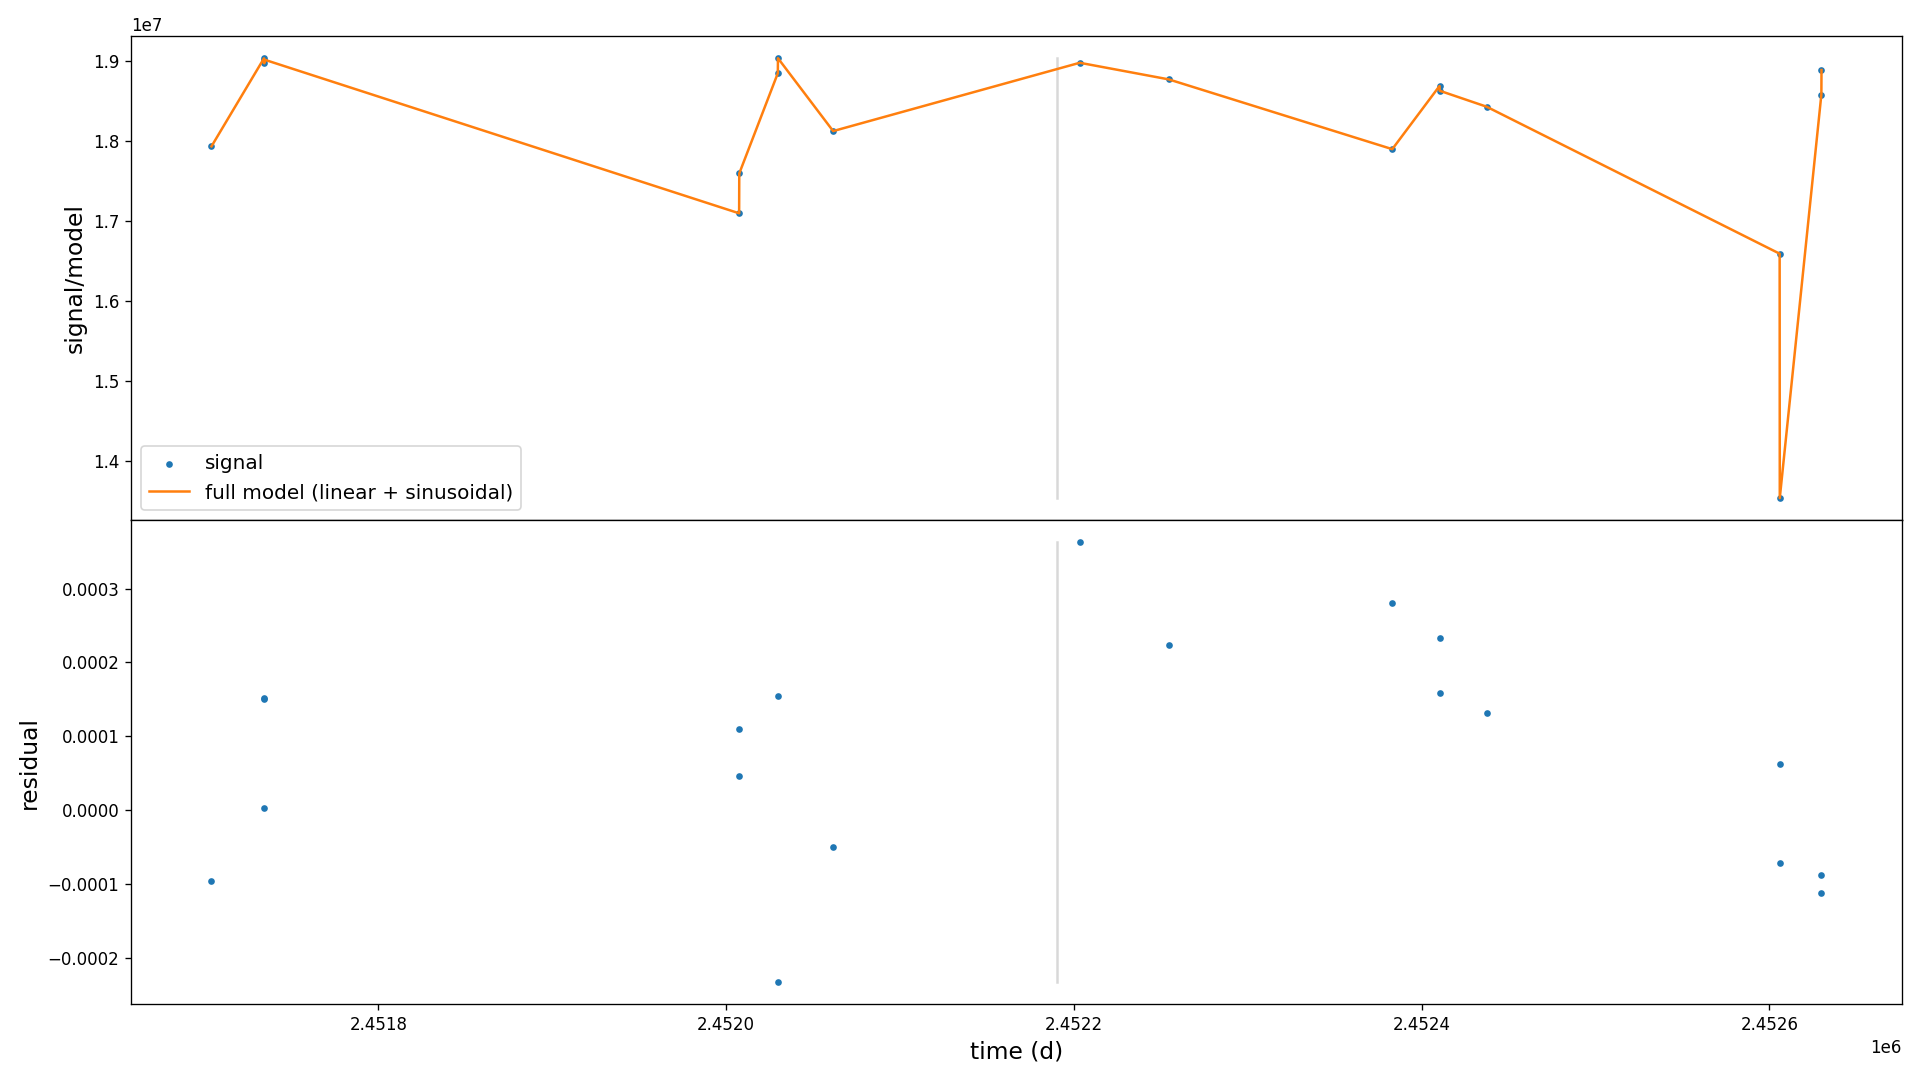 1e7
1.9
1.8
1.7
1.6
1.5
1.4
signal/model
signal
full model (linear + sinusoidal)
0.0003
0.0002
0.0001
0.0000
−0.0001
−0.0002
residual
2.4518
2.4520
2.4522
2.4524
2.4526
1e6
time (d)